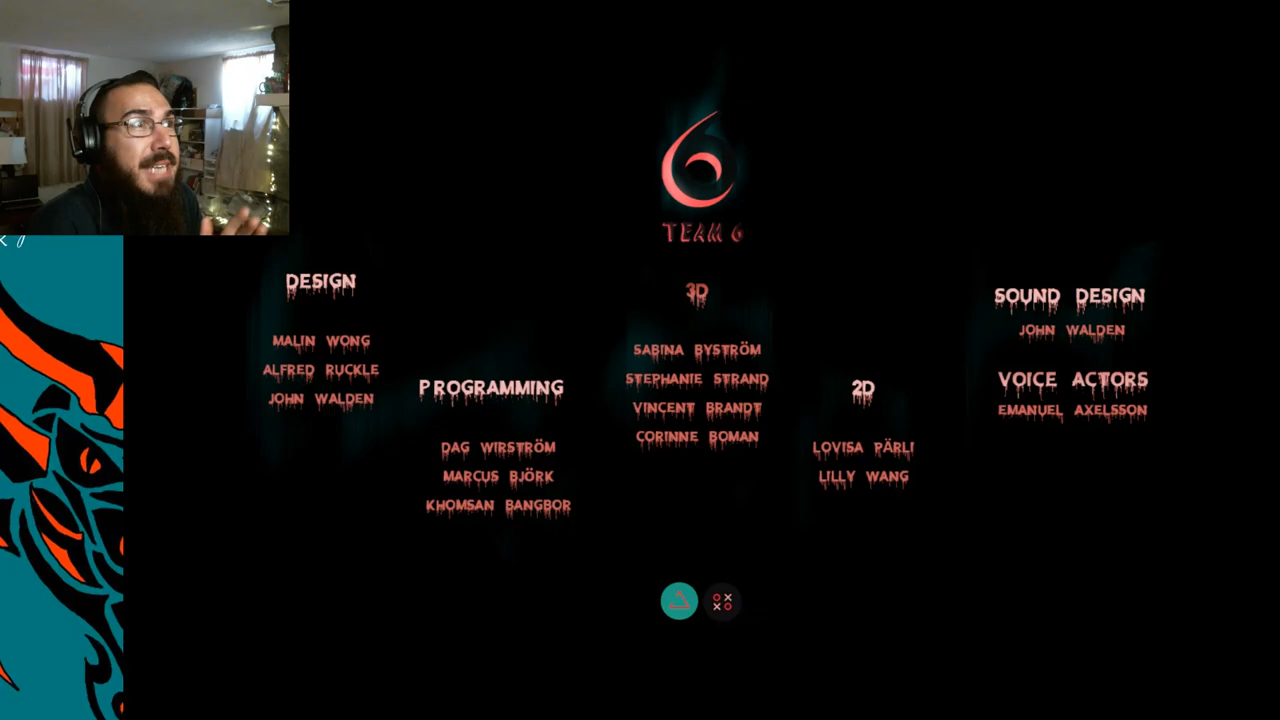 6
TEAM 6
DESIGN
MALIN WONG
ALFRED RUCKLE
JOHN WALDEN
PROGRAMMING
DAG WIRSTRÖM
MARCUS BJÖRK
KHOMSAN BANGBOR
3D
SABINA BYSTRÖM
STEPHANIE STRAND
VINCENT BRANDT
CORINNE BOMAN
2D
LOVISA PÄRLI
LILLY WANG
SOUND DESIGN
JOHN WALDEN
VOICE ACTORS
EMANUEL AXELSSON